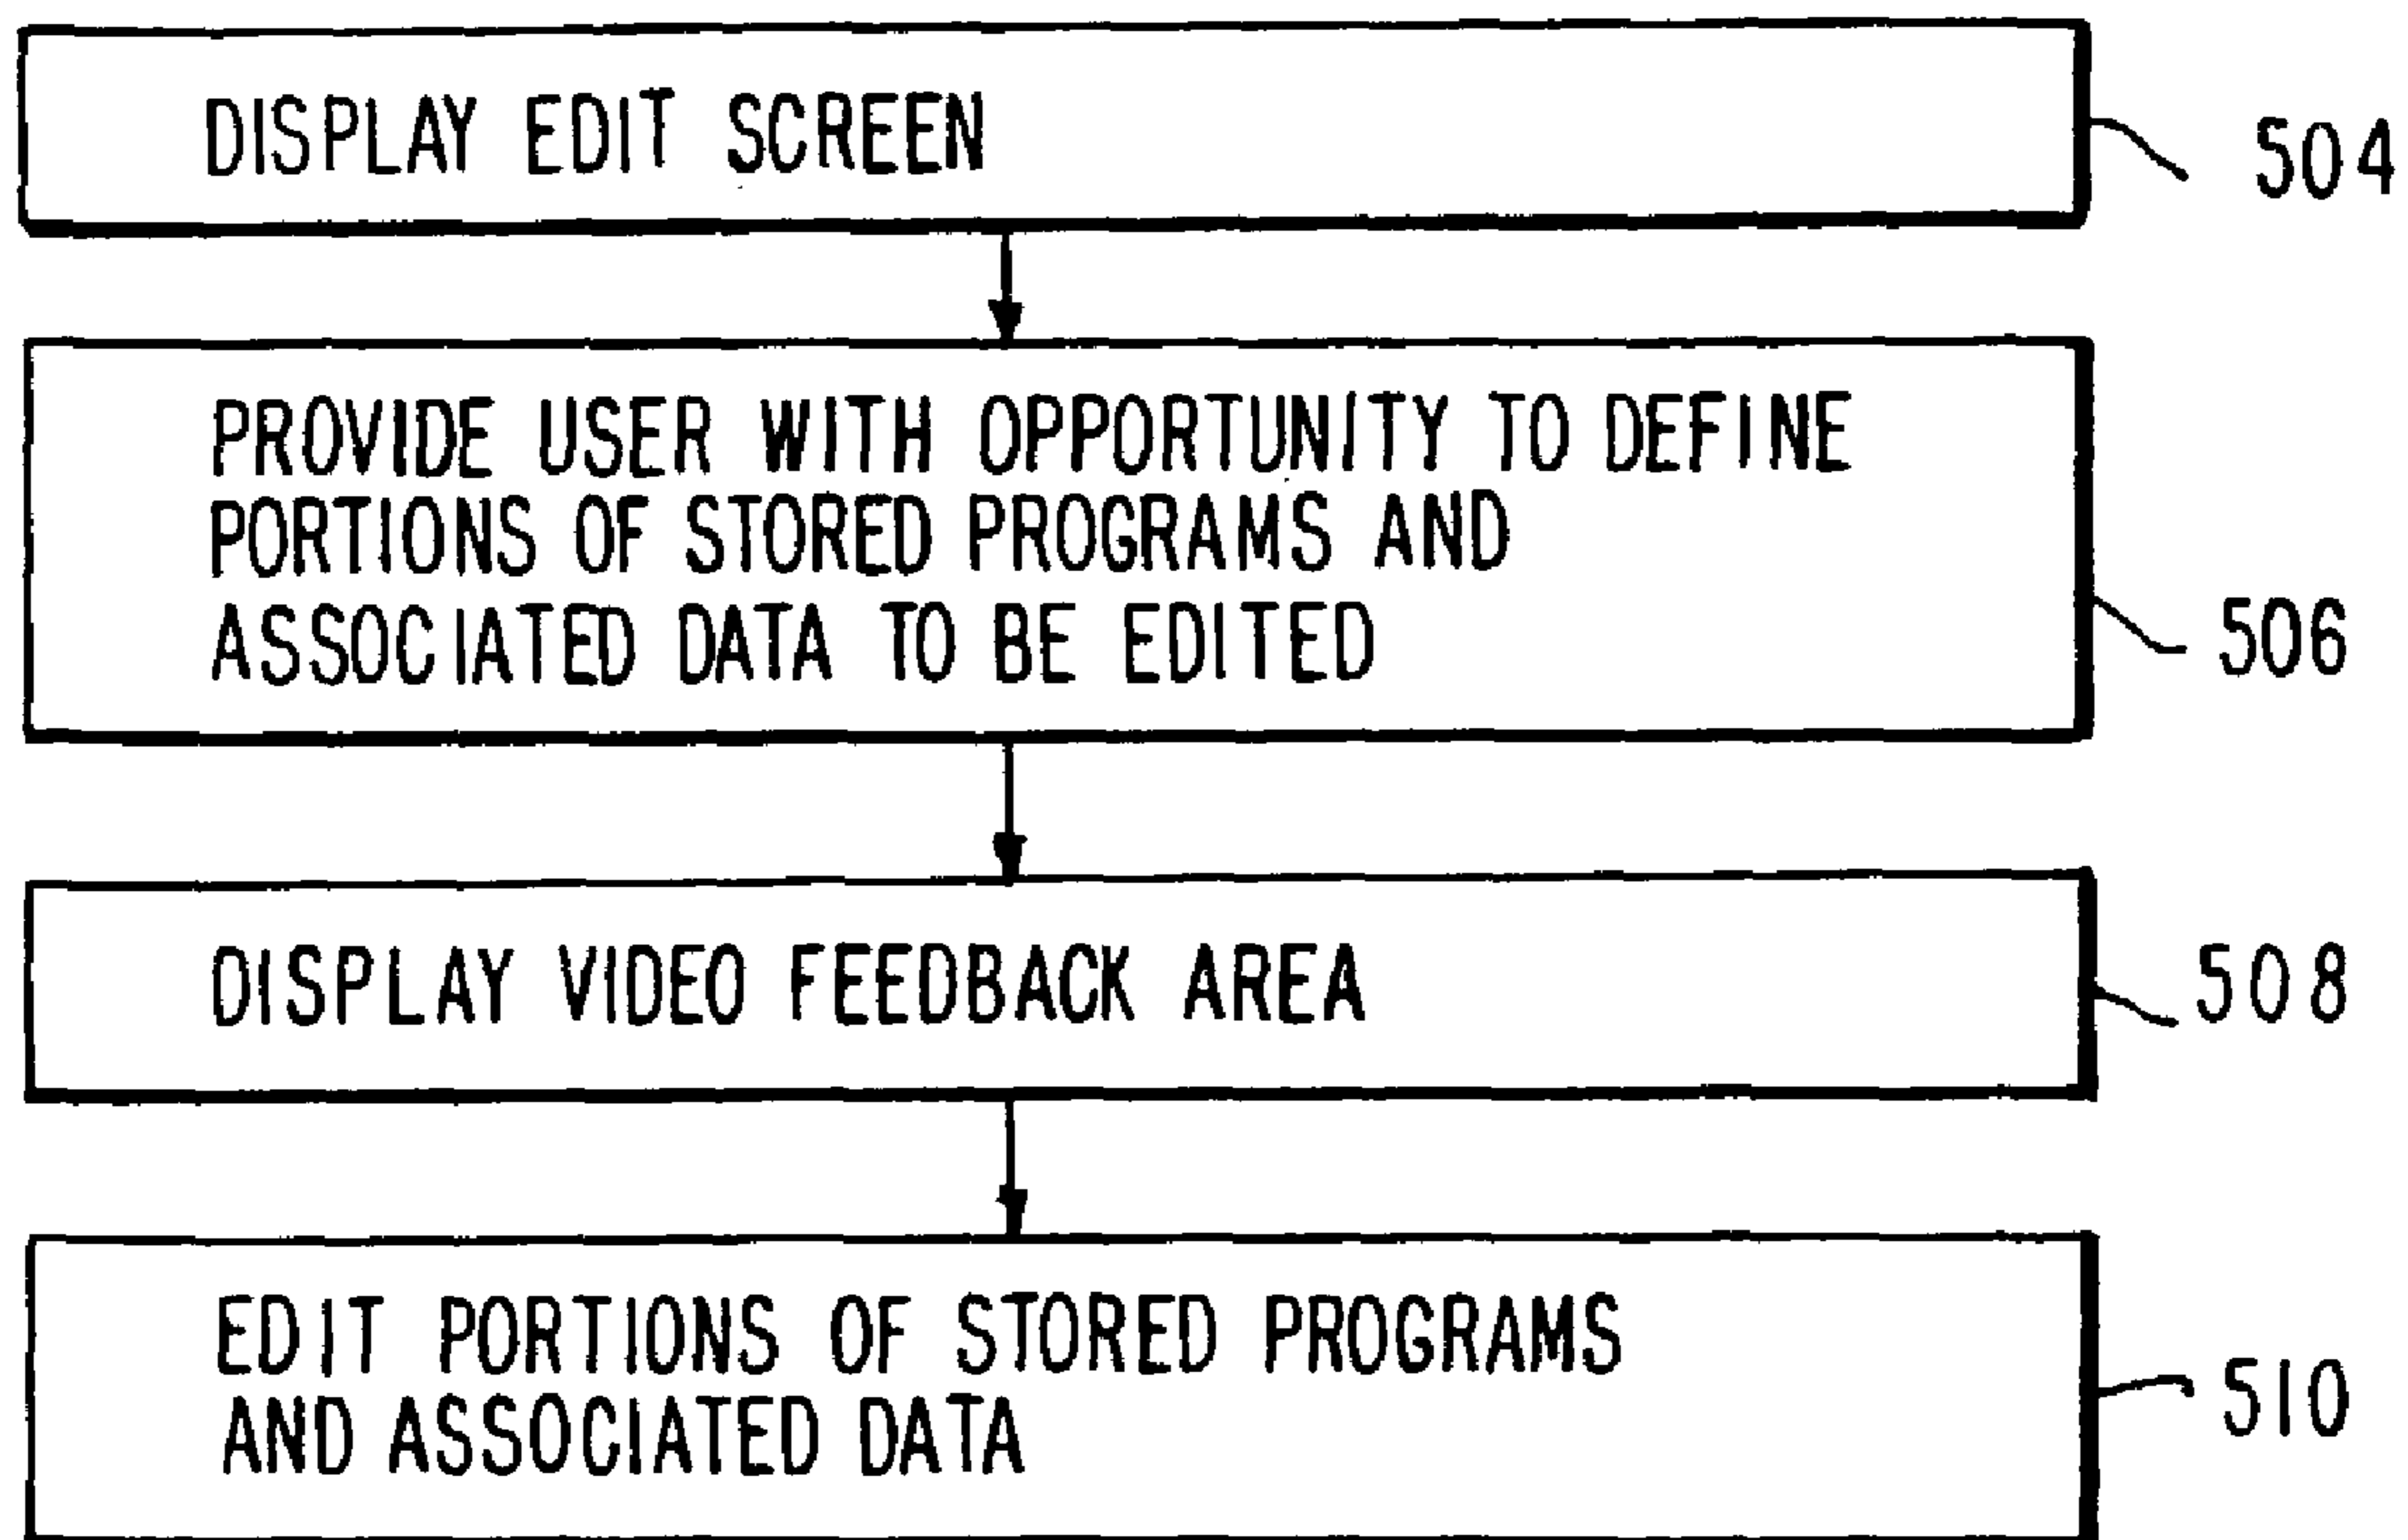 DISPLAY EDIT SCREEN
504
PROVIDE USER WITH OPPORTUNITY TO DEFINE
PORTIONS OF STORED PROGRAMS AND
ASSOCIATED DATA TO BE EDITED
506
DISPLAY VIDEO FEEDBACK AREA
508
EDIT PORTIONS OF STORED PROGRAMS
AND ASSOCIATED DATA
510